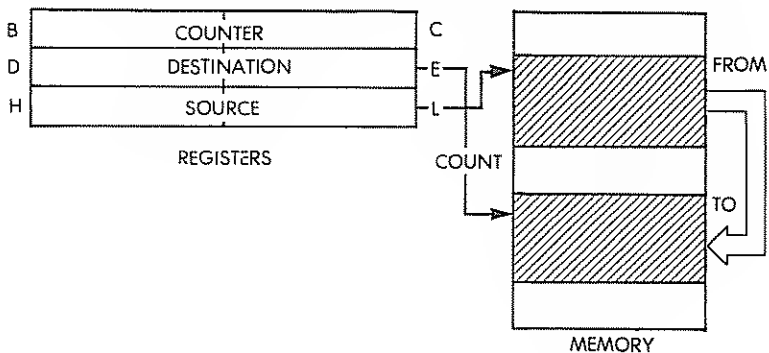 B COUNTER C
D DESTINATION E
H SOURCE L
REGISTERS
COUNT
FROM
TO
MEMORY